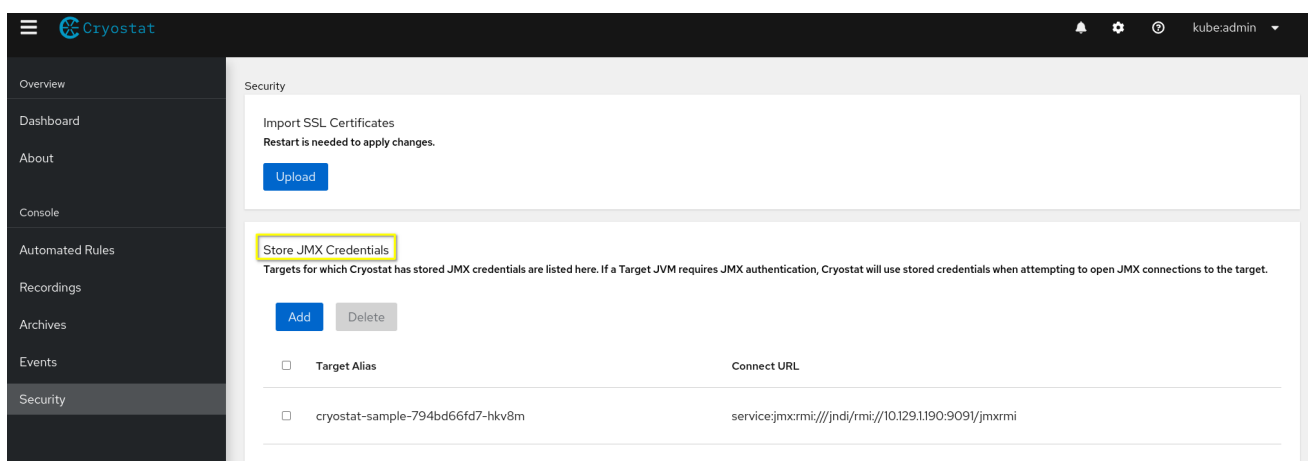 Cryostat
kube:admin
Overview
Dashboard
About
Console
Automated Rules
Recordings
Archives
Events
Security
Security
Import SSL Certificates
Restart is needed to apply changes.
Upload
Store JMX Credentials
Targets for which Cryostat has stored JMX credentials are listed here. If a Target JVM requires JMX authentication, Cryostat will use stored credentials when attempting to open JMX connections to the target.
Add Delete
Target Alias Connect URL
cryostat-sample-794bd66fd7-hkv8m service:jmx:rmi:///jndi/rmi://10.129.1.190:9091/jmxrmi